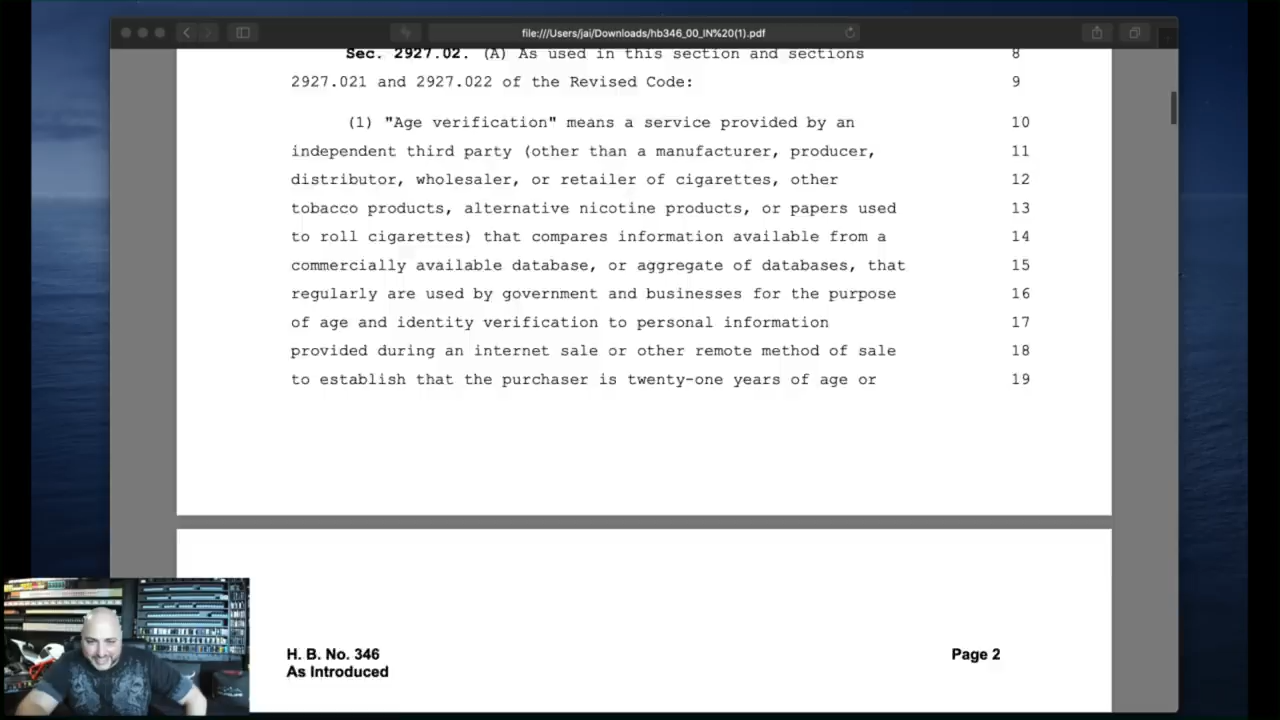 file:///Users/jai/Downloads/hb346_00_IN%20(1).pdf
Sec. 2927.02. (A) As used in this section and sections 8
2927.021 and 2927.022 of the Revised Code: 9
(1) "Age verification" means a service provided by an 10
independent third party (other than a manufacturer, producer, 11
distributor, wholesaler, or retailer of cigarettes, other 12
tobacco products, alternative nicotine products, or papers used 13
to roll cigarettes) that compares information available from a 14
commercially available database, or aggregate of databases, that 15
regularly are used by government and businesses for the purpose 16
of age and identity verification to personal information 17
provided during an internet sale or other remote method of sale 18
to establish that the purchaser is twenty-one years of age or 19
H. B. No. 346 Page 2
As Introduced